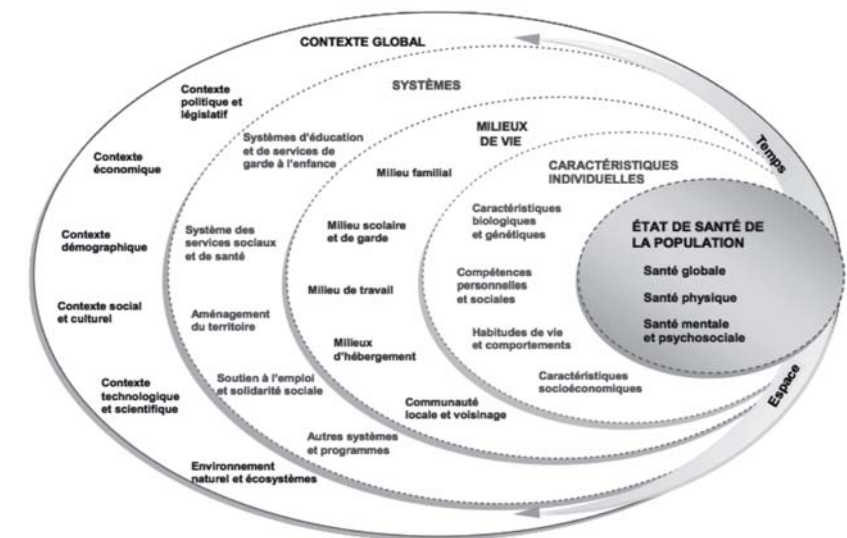 CONTEXTE GLOBAL
Contexte
politique et
législatif
Contexte
économique
Contexte
démographique
Contexte social
et culturel
Contexte
technologique
et scientifique
Environnement
naturel et écosystèmes
SYSTÈMES
Systèmes d'éducation
et de services de
garde à l'enfance
Système des
services sociaux
et de santé
Aménagement
du territoire
Soutien à l'emploi
et solidarité sociale
Autres systèmes
et programmes
MILIEUX
DE VIE
Milieu familial
Milieu scolaire
et de garde
Milieu de travail
Milieux
d'hébergement
Communauté
locale et voisinage
CARACTÉRISTIQUES
INDIVIDUELLES
Caractéristiques
biologiques
et génétiques
Compétences
personnelles
et sociales
Habitudes de vie
et comportements
Caractéristiques
socioéconomiques
ÉTAT DE SANTÉ DE
LA POPULATION
Santé globale
Santé physique
Santé mentale
et psychosociale
Temps
Espace